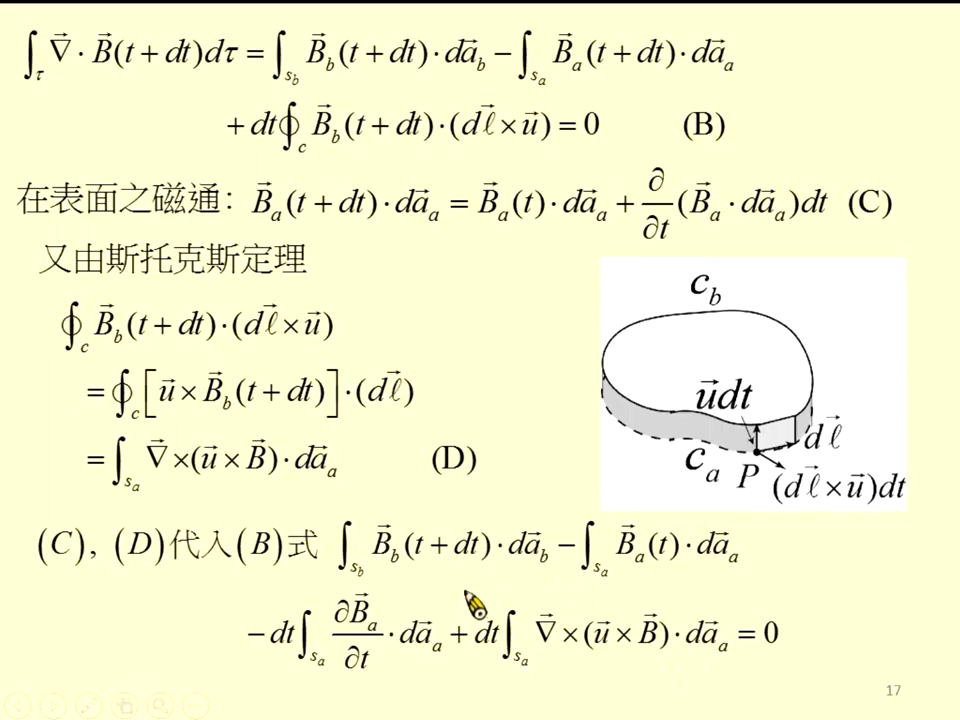 ∫_τ ∇⃗ · B⃗(t + dt)dτ = ∫_{s_b} B⃗_b(t + dt) · da⃗_b − ∫_{s_a} B⃗_a(t + dt) · da⃗_a
+ dt∮_c B⃗_b(t + dt) · (dℓ⃗ × u⃗) = 0 (B)
在表面之磁通: B⃗_a(t + dt) · da⃗_a = B⃗_a(t) · da⃗_a + ∂/∂t (B⃗_a · da⃗_a)dt (C)
又由斯托克斯定理
∮_c B⃗_b(t + dt) · (dℓ⃗ × u⃗)
= ∮_c [u⃗ × B⃗_b(t + dt)] · (dℓ⃗)
= ∫_{s_a} ∇⃗ × (u⃗ × B⃗) · da⃗_a (D)
c_b
u⃗dt
dℓ⃗
c_a P (dℓ⃗ × u⃗)dt
(C), (D)代入(B)式 ∫_{s_b} B⃗_b(t + dt) · da⃗_b − ∫_{s_a} B⃗_a(t) · da⃗_a
− dt∫_{s_a} ∂B⃗_a/∂t · da⃗_a + dt∫_{s_a} ∇⃗ × (u⃗ × B⃗) · da⃗_a = 0
17